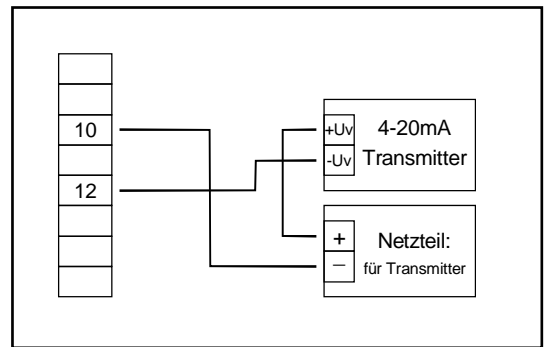 10
12
+Uv
-Uv
4-20mA
Transmitter
+
–
Netzteil:
für Transmitter